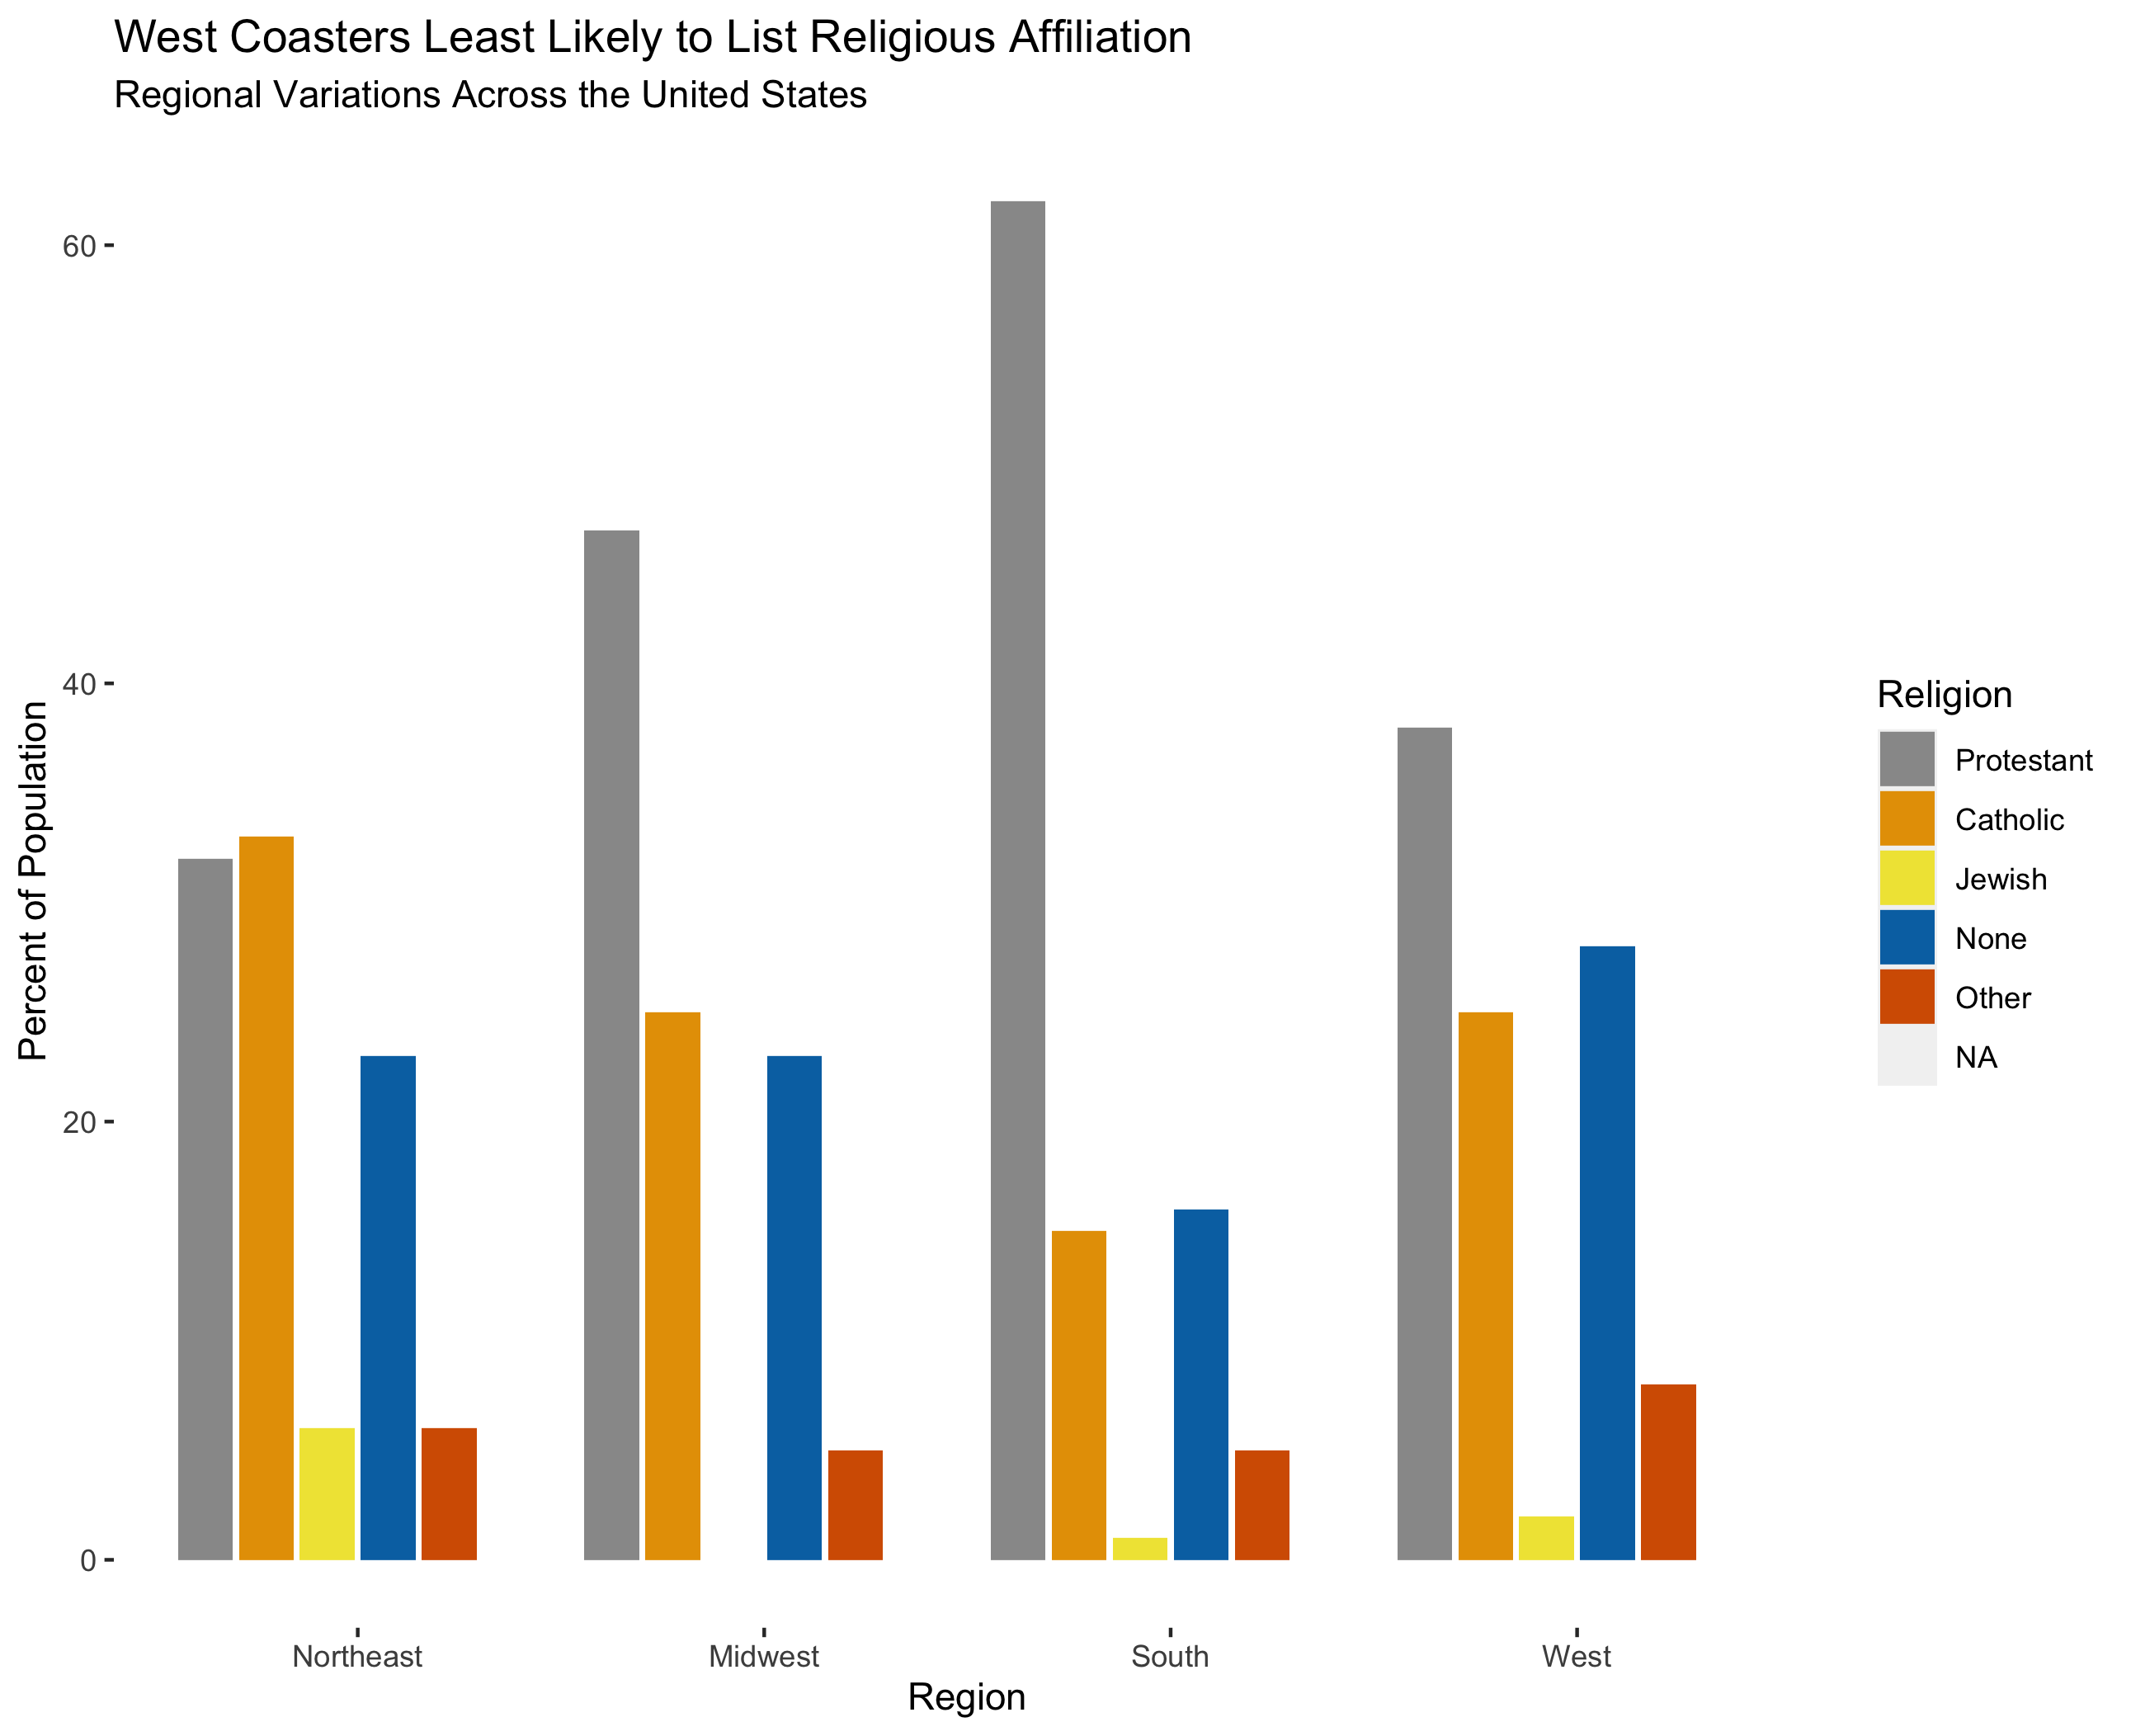 West Coasters Least Likely to List Religious Affiliation
Regional Variations Across the United States
Percent of Population
60
40
20
0
Northeast
Midwest
South
West
Region
Religion
Protestant
Catholic
Jewish
None
Other
NA